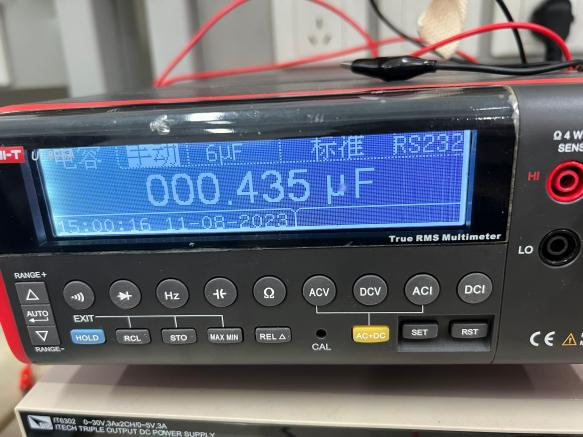 电容 手动 6μF 标准 RS232
000.435 μF
15:00:16 11-08-2023
True RMS Multimeter
Ω 4 W
SENS
HI
LO
RANGE+
AUTO
RANGE-
Hz
Ω
ACV
DCV
ACI
DCI
EXIT
HOLD
RCL
STO
MAX MIN
REL △
CAL
AC+DC
SET
RST
CE
IT6302 0~30V,3Ax2CH/0~5V,3A
ITECH TRIPLE OUTPUT DC POWER SUPPLY